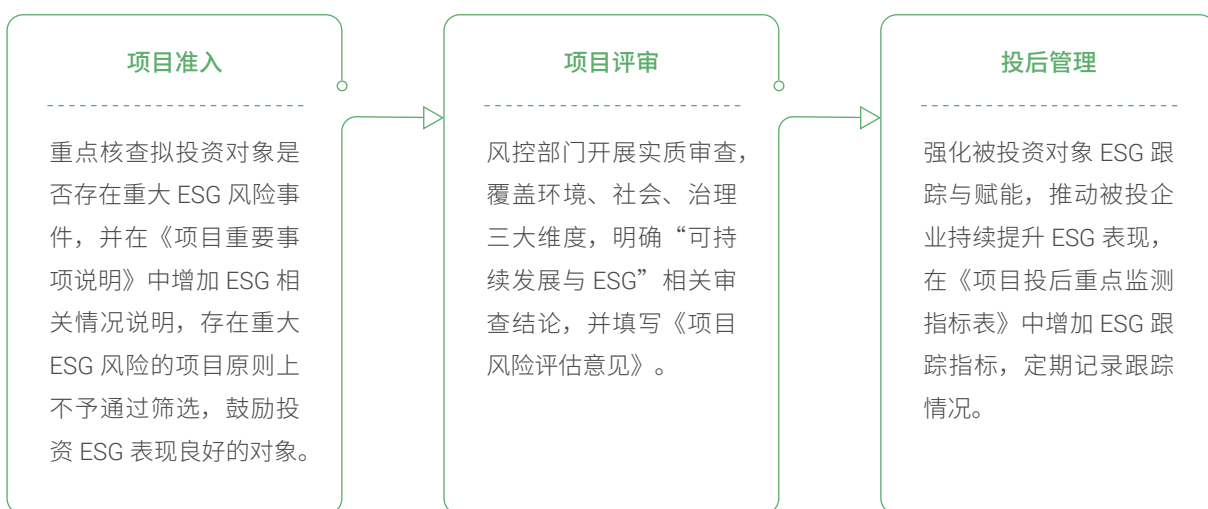 项目准入
重点核查拟投资对象是
否存在重大 ESG 风险事
件，并在《项目重要事
项说明》中增加 ESG 相
关情况说明，存在重大
ESG 风险的项目原则上
不予通过筛选，鼓励投
资 ESG 表现良好的对象。
项目评审
风控部门开展实质审查，
覆盖环境、社会、治理
三大维度，明确“可持
续发展与 ESG”相关审
查结论，并填写《项目
风险评估意见》。
投后管理
强化被投资对象 ESG 跟
踪与赋能，推动被投企
业持续提升 ESG 表现，
在《项目投后重点监测
指标表》中增加 ESG 跟
踪指标，定期记录跟踪
情况。